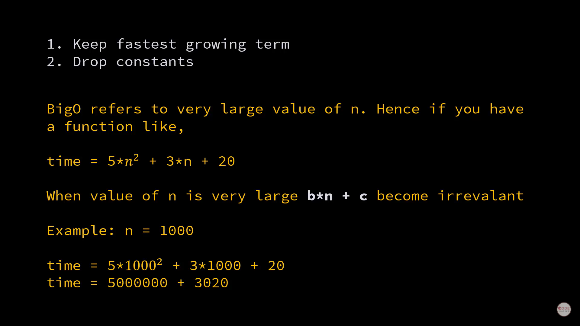 1. Keep fastest growing term
2. Drop constants
BigO refers to very large value of n. Hence if you have
a function like,
time = 5*n² + 3*n + 20
When value of n is very large b*n + c become irrevalant
Example: n = 1000
time = 5*1000² + 3*1000 + 20
time = 5000000 + 3020